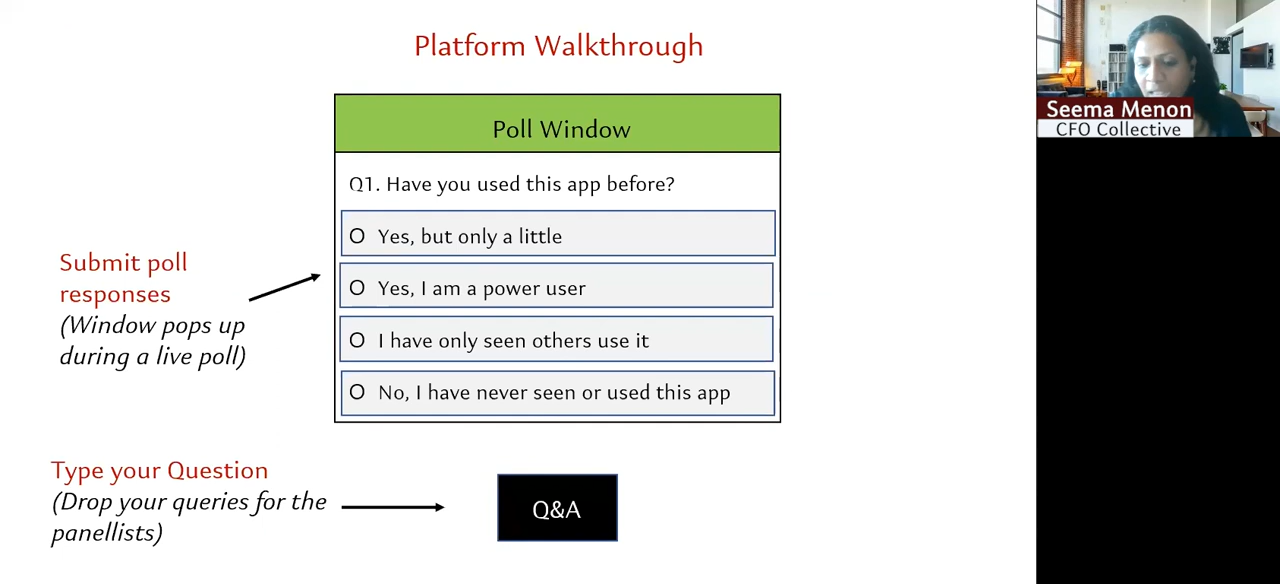 Platform Walkthrough
Poll Window
Q1. Have you used this app before?
O Yes, but only a little
O Yes, I am a power user
O I have only seen others use it
O No, I have never seen or used this app
Submit poll
responses
(Window pops up
during a live poll)
Type your Question
(Drop your queries for the
panellists)
Q&A
Seema Menon
CFO Collective